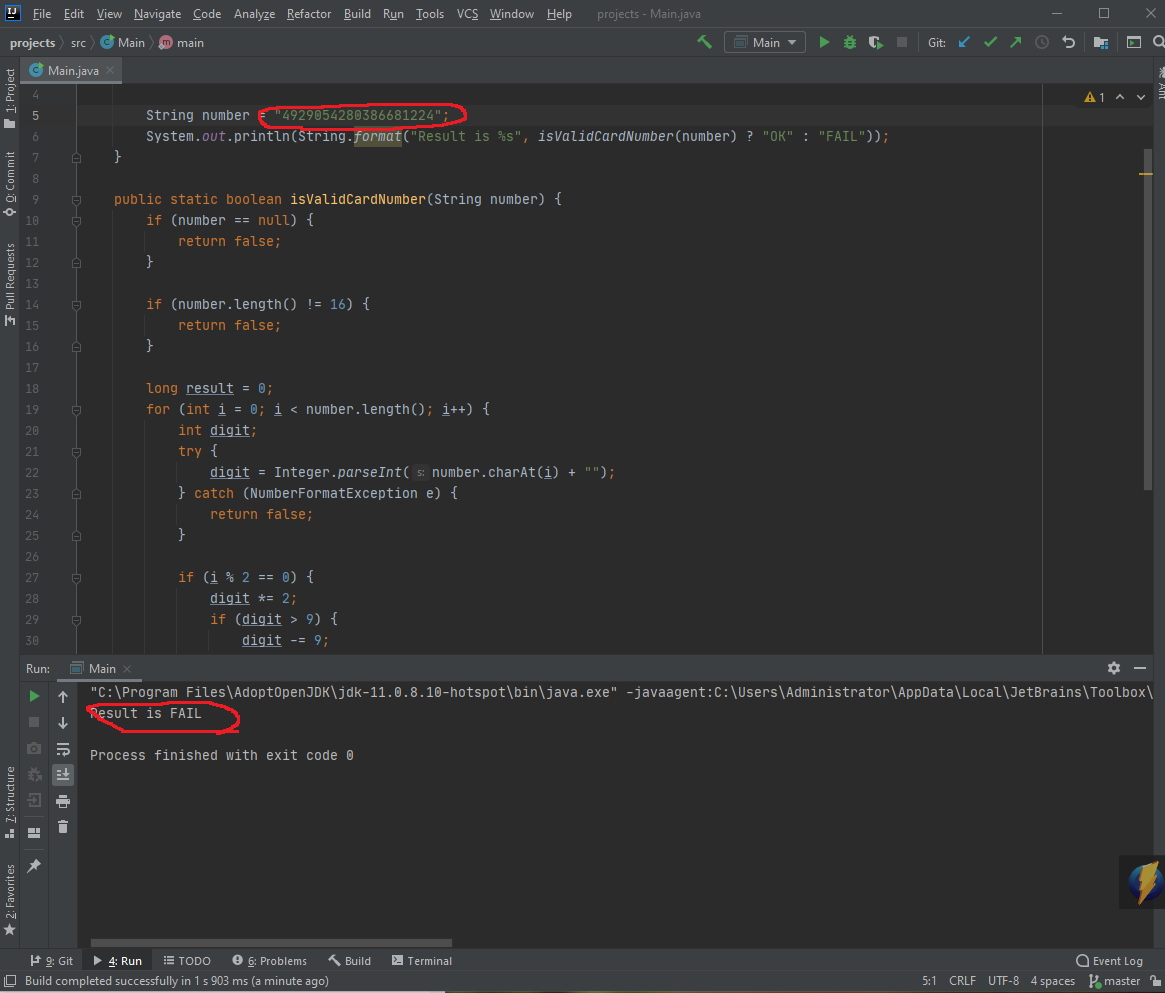 File Edit View Navigate Code Analyze Refactor Build Run Tools VCS Window Help projects - Main.java
projects src Main main Main Git:
Main.java
1: Project
0: Commit
Pull Requests
7: Structure
2: Favorites
Ant
1
4
5 String number = "4929054280386681224";
6 System.out.println(String.format("Result is %s", isValidCardNumber(number) ? "OK" : "FAIL"));
7 }
8
9 public static boolean isValidCardNumber(String number) {
10 if (number == null) {
11 return false;
12 }
13
14 if (number.length() != 16) {
15 return false;
16 }
17
18 long result = 0;
19 for (int i = 0; i < number.length(); i++) {
20 int digit;
21 try {
22 digit = Integer.parseInt( s: number.charAt(i) + "");
23 } catch (NumberFormatException e) {
24 return false;
25 }
26
27 if (i % 2 == 0) {
28 digit *= 2;
29 if (digit > 9) {
30 digit -= 9;
Run: Main
"C:\Program Files\AdoptOpenJDK\jdk-11.0.8.10-hotspot\bin\java.exe" -javaagent:C:\Users\Administrator\AppData\Local\JetBrains\Toolbox\
Result is FAIL
Process finished with exit code 0
9: Git 4: Run TODO 6: Problems Build Terminal Event Log
Build completed successfully in 1 s 903 ms (a minute ago) 5:1 CRLF UTF-8 4 spaces master